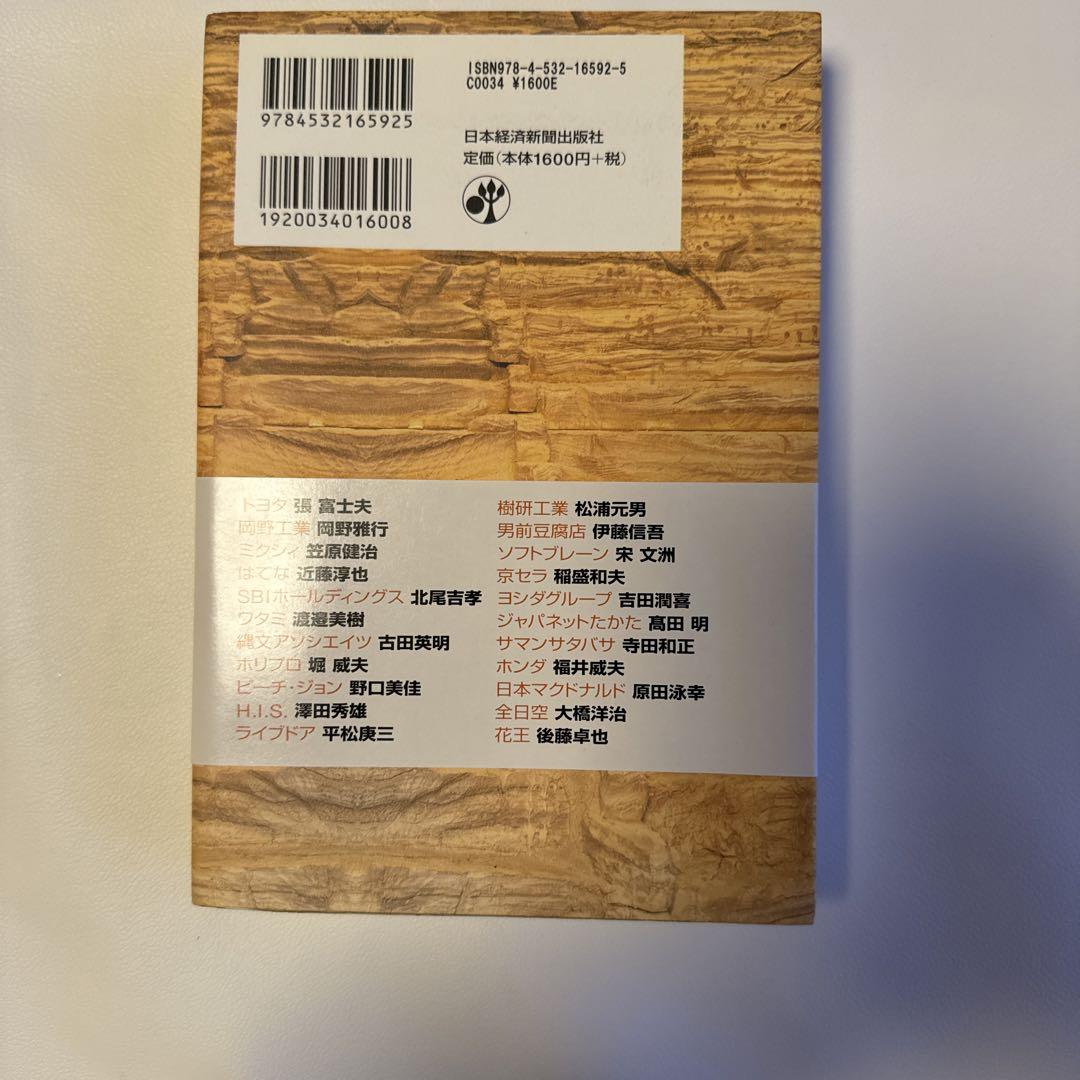 ISBN978-4-532-16592-5
C0034 ¥1600E
9784532165925
日本経済新聞出版社
定価(本体1600円+税)
1920034016008
トヨタ 張 富士夫
岡野工業 岡野雅行
ミクシィ 笠原健治
はてな 近藤淳也
SBIホールディングス 北尾吉孝
ワタミ 渡邉美樹
縄文アソシエイツ 古田英明
ホリプロ 堀 威夫
ピーチ・ジョン 野口美佳
H.I.S. 澤田秀雄
ライブドア 平松庚三
樹研工業 松浦元男
男前豆腐店 伊藤信吾
ソフトブレーン 宋 文洲
京セラ 稲盛和夫
ヨシダグループ 吉田潤喜
ジャパネットたかた 髙田 明
サマンサタバサ 寺田和正
ホンダ 福井威夫
日本マクドナルド 原田泳幸
全日空 大橋洋治
花王 後藤卓也